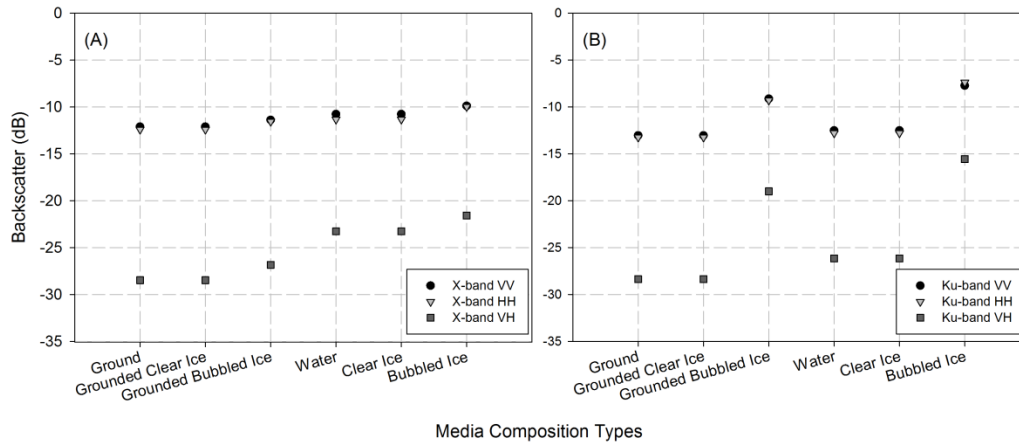 (A)
(B)
Backscatter (dB)
0
-5
-10
-15
-20
-25
-30
-35
X-band VV
X-band HH
X-band VH
Ground
Grounded Clear Ice
Grounded Bubbled Ice
Water
Clear Ice
Bubbled Ice
0
-5
-10
-15
-20
-25
-30
-35
Ku-band VV
Ku-band HH
Ku-band VH
Ground
Grounded Clear Ice
Grounded Bubbled Ice
Water
Clear Ice
Bubbled Ice
Media Composition Types